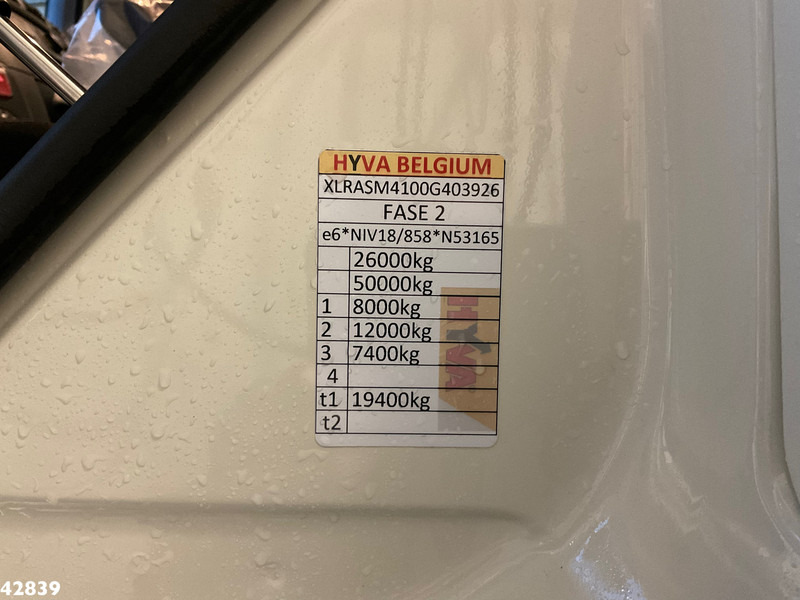 HYVA BELGIUM
XLRASM4100G403926
FASE 2
e6*NIV18/858*N53165
26000kg
50000kg
1 8000kg
2 12000kg
3 7400kg
4
t1 19400kg
t2
HYVA
42839